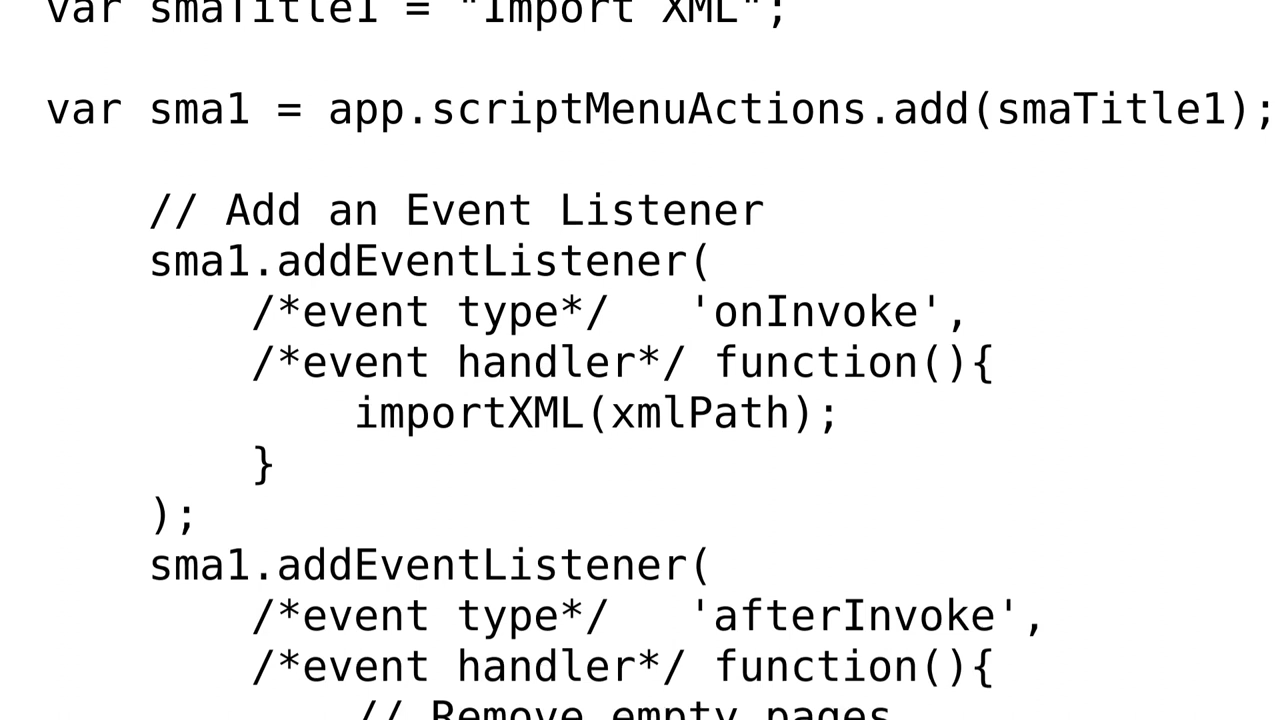 var smaTitle1 = "Import XML";
var sma1 = app.scriptMenuActions.add(smaTitle1);
// Add an Event Listener
sma1.addEventListener(
/*event type*/   'onInvoke',
/*event handler*/ function(){
importXML(xmlPath);
}
);
sma1.addEventListener(
/*event type*/   'afterInvoke',
/*event handler*/ function(){
// Remove empty pages